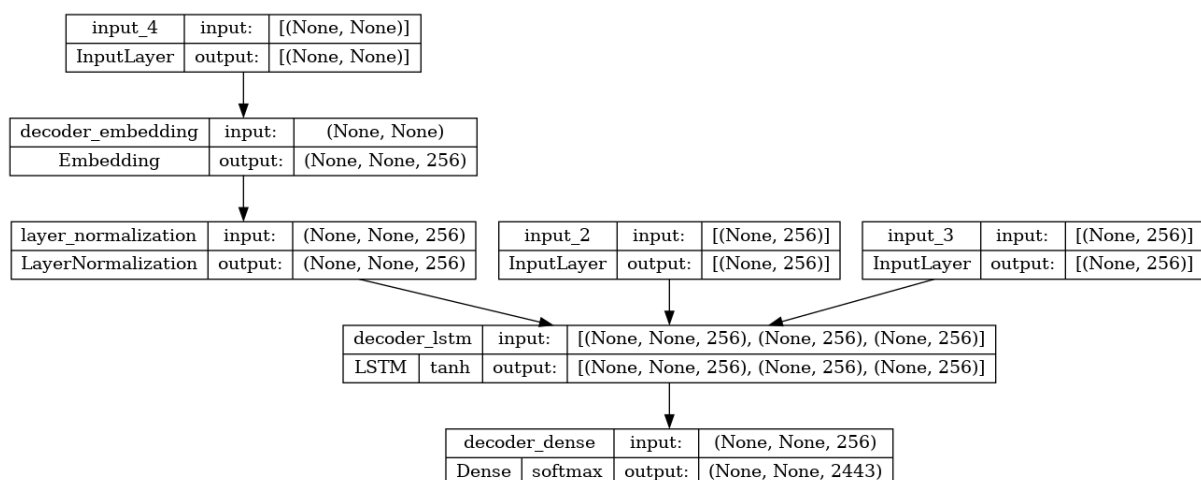 input_4 input: [(None, None)]
InputLayer output: [(None, None)]
decoder_embedding input: (None, None)
Embedding output: (None, None, 256)
layer_normalization input: (None, None, 256)
LayerNormalization output: (None, None, 256)
input_2 input: [(None, 256)]
InputLayer output: [(None, 256)]
input_3 input: [(None, 256)]
InputLayer output: [(None, 256)]
decoder_lstm input: [(None, None, 256), (None, 256), (None, 256)]
LSTM tanh output: [(None, None, 256), (None, 256), (None, 256)]
decoder_dense input: (None, None, 256)
Dense softmax output: (None, None, 2443)